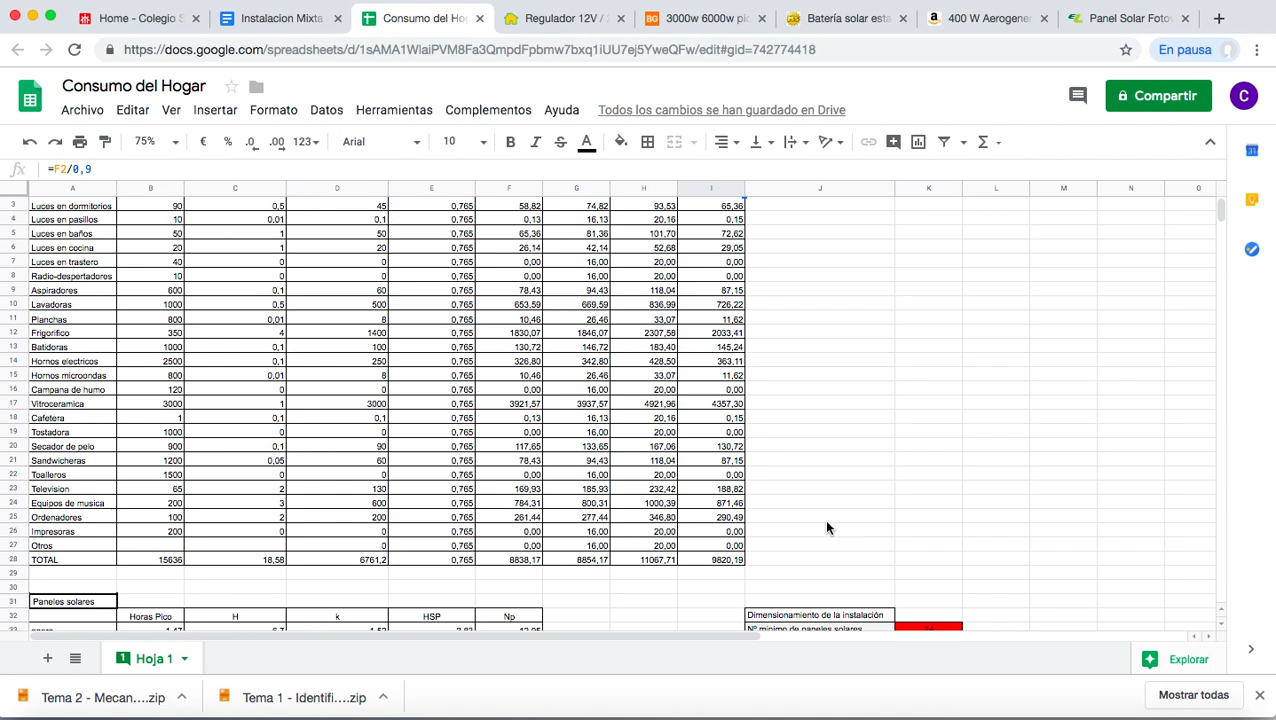 Home - Colegio S
Instalacion Mixta
Consumo del Hog
Regulador 12V /
3000w 6000w pi
Batería solar esta
400 W Aerogene
Panel Solar Foto
https://docs.google.com/spreadsheets/d/1sAMA1WlaiPVM8Fa3QmpdFpbmw7bxq1iUU7ej5YweQFw/edit#gid=742774418
En pausa
Consumo del Hogar
Archivo Editar Ver Insertar Formato Datos Herramientas Complementos Ayuda Todos los cambios se han guardado en Drive
Compartir
C
75% € % .0 .00 123 Arial 10 B I S A
fx =F2/0,9
A B C D E F G H I J K L M N O
3 Luces en dormitorios 90 0,5 45 0,765 58,82 74,82 93,53 65,36
4 Luces en pasillos 10 0,01 0,1 0,765 0,13 16,13 20,16 0,15
5 Luces en baños 50 1 50 0,765 65,36 81,36 101,70 72,62
6 Luces en cocina 20 1 20 0,765 26,14 42,14 52,68 29,05
7 Luces en trastero 40 0 0 0,765 0,00 16,00 20,00 0,00
8 Radio-despertadores 10 0 0 0,765 0,00 16,00 20,00 0,00
9 Aspiradores 600 0,1 60 0,765 78,43 94,43 118,04 87,15
10 Lavadoras 1000 0,5 500 0,765 653,59 669,59 836,99 726,22
11 Planchas 800 0,01 8 0,765 10,46 26,46 33,07 11,62
12 Frigorifico 350 4 1400 0,765 1830,07 1846,07 2307,58 2033,41
13 Batidoras 1000 0,1 100 0,765 130,72 146,72 183,40 145,24
14 Hornos electricos 2500 0,1 250 0,765 326,80 342,80 428,50 363,11
15 Hornos microondas 800 0,01 8 0,765 10,46 26,46 33,07 11,62
16 Campana de humo 120 0 0 0,765 0,00 16,00 20,00 0,00
17 Vitroceramica 3000 1 3000 0,765 3921,57 3937,57 4921,96 4357,30
18 Cafetera 1 0,1 0,1 0,765 0,13 16,13 20,16 0,15
19 Tostadora 1000 0 0 0,765 0,00 16,00 20,00 0,00
20 Secador de pelo 900 0,1 90 0,765 117,65 133,65 167,06 130,72
21 Sandwicheras 1200 0,05 60 0,765 78,43 94,43 118,04 87,15
22 Toalleros 1500 0 0 0,765 0,00 16,00 20,00 0,00
23 Television 65 2 130 0,765 169,93 185,93 232,42 188,82
24 Equipos de musica 200 3 600 0,765 784,31 800,31 1000,39 871,46
25 Ordenadores 100 2 200 0,765 261,44 277,44 346,80 290,49
26 Impresoras 200 0 0 0,765 0,00 16,00 20,00 0,00
27 Otros 0 0,765 0,00 16,00 20,00 0,00
28 TOTAL 15636 18,58 6761,2 0,765 8838,17 8854,17 11067,71 9820,19
29
30
31 Paneles solares
32 Horas Pico H k HSP Np Dimensionamiento de la instalación
33 enero 1,47 6,7 Nº minimo de paneles solares 14
Hoja 1
Explorar
Tema 2 - Mecan....zip
Tema 1 - Identifi....zip
Mostrar todas